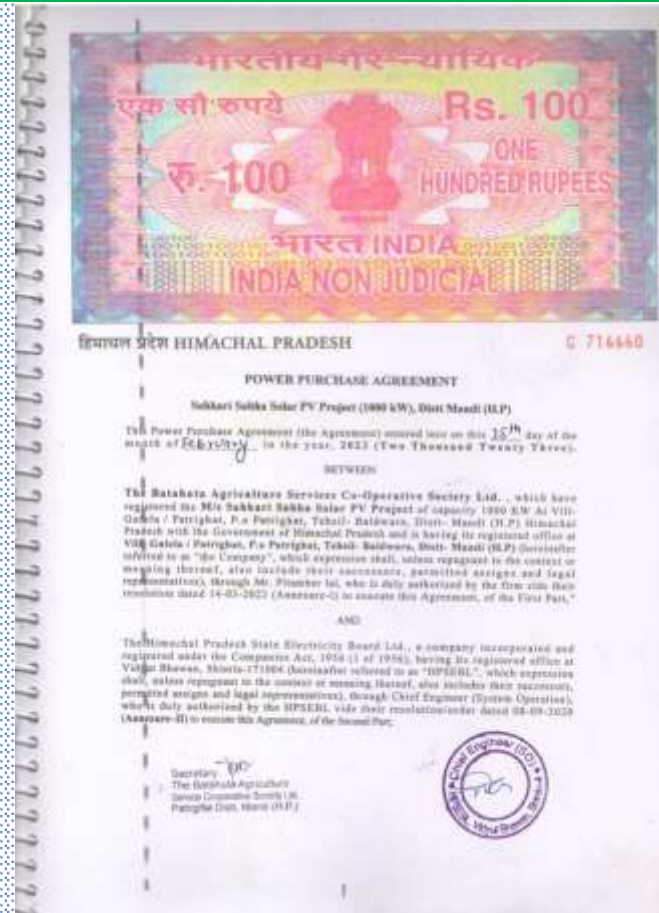 भारतीय गैर न्यायिक
एक सौ रुपये
Rs. 100
रु. 100
ONE
HUNDRED RUPEES
भारत INDIA
INDIA NON JUDICIAL
हिमाचल प्रदेश HIMACHAL PRADESH
G 716660
POWER PURCHASE AGREEMENT
Sahkari Sabha Solar PV Project (1000 kW), Distt Mandi (H.P)
This Power Purchase Agreement (the Agreement) entered into on this 15th day of the
month of February in the year, 2023 (Two Thousand Twenty Three).
BETWEEN
The Batahota Agriculture Services Co-Operative Society Ltd. , which have
registered the M/s Sahkari Sabha Solar PV Project of capacity 1000 KW At Vill-
/ Patrighat, P.o Patrighat, Tehsil- Baldwara, Distt- Mandi (H.P) Himachal
Pradesh with the Government of Himachal Pradesh and is having its registered office at
Vill / Patrighat, P.o Patrighat, Tehsil- Baldwara, Distt- Mandi (H.P) (hereinafter
referred to as "the Company", which expression shall, unless repugnant to the context or
meaning thereof, also include their successors, permitted assigns and legal
representatives), through Mr. Pitamber lal, who is duly authorized by the firm vide their
resolution dated 14-03-2022 (Annexure-I) to execute this Agreement, of the First Part,"
AND
The Himachal Pradesh State Electricity Board Ltd., a company incorporated and
registered under the Companies Act, 1956 (1 of 1956), having its registered office at
Vidyut Bhawan, Shimla-171004 (hereinafter referred to as "HPSEBL", which expression
shall, unless repugnant to the context or meaning thereof, also includes their successors,
permitted assigns and legal representatives), through Chief Engineer (System Operation),
who is duly authorized by the HPSEBL vide their resolution/order dated 08-09-2020
(Annexure-II) to execute this Agreement, of the Second Part;
Secretary
The Batahota Agriculture
Service Cooperative Society Ltd.
Patrighat Distt. Mandi (H.P.)
Chief Engineer (SO)
HPSEBL, Vidyut Bhawan
1